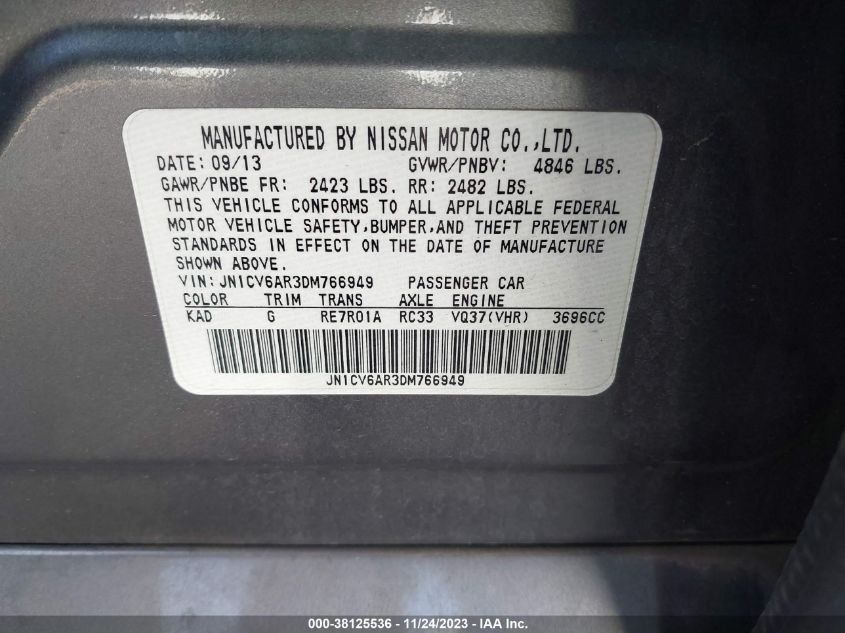 MANUFACTURED BY NISSAN MOTOR CO.,LTD.
DATE: 09/13 GVWR/PNBV: 4846 LBS.
GAWR/PNBE FR: 2423 LBS. RR: 2482 LBS.
THIS VEHICLE CONFORMS TO ALL APPLICABLE FEDERAL
MOTOR VEHICLE SAFETY,BUMPER,AND THEFT PREVENTION
STANDARDS IN EFFECT ON THE DATE OF MANUFACTURE
SHOWN ABOVE.
VIN: JN1CV6AR3DM766949 PASSENGER CAR
COLOR TRIM TRANS AXLE ENGINE
KAD G RE7R01A RC33 VQ37(VHR) 3696CC
JN1CV6AR3DM766949
000-38125536 - 11/24/2023 - IAA Inc.